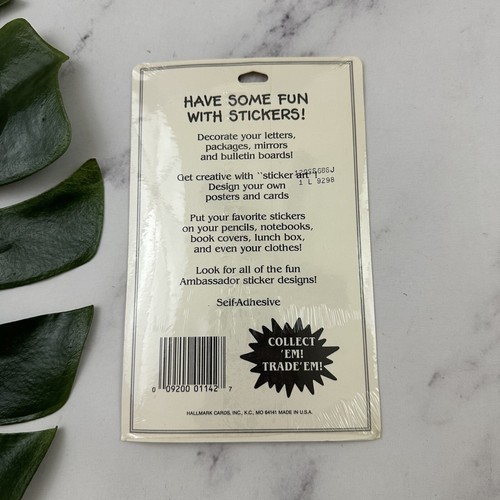 HAVE SOME FUN
WITH STICKERS!
Decorate your letters,
packages, mirrors
and bulletin boards!
Get creative with "sticker art"!
Design your own
posters and cards
1 L 9298
Put your favorite stickers
on your pencils, notebooks,
book covers, lunch box,
and even your clothes!
Look for all of the fun
Ambassador sticker designs!
Self-Adhesive
COLLECT
'EM!
TRADE 'EM!
0 09200 01142 7
HALLMARK CARDS, INC., K.C., MO 64141 MADE IN U.S.A.